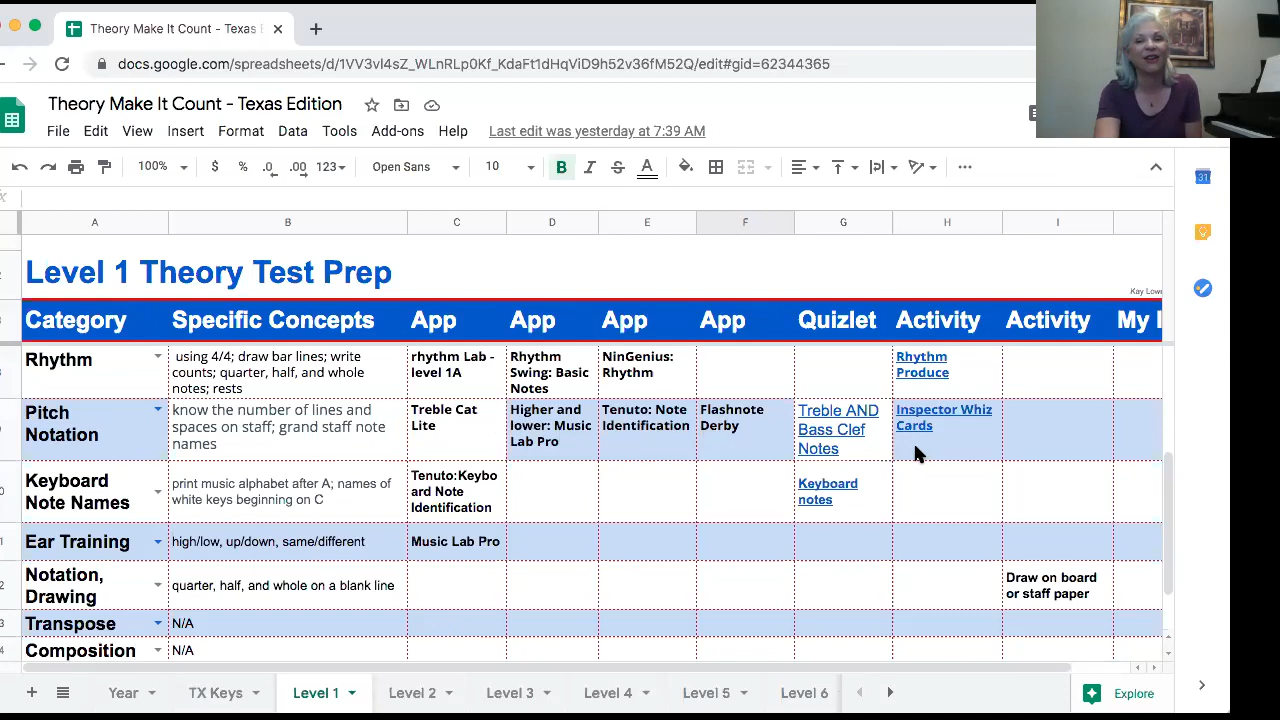 Theory Make It Count - Texas E
docs.google.com/spreadsheets/d/1VV3vI4sZ_WLnRLp0Kf_KdaFt1dHqViD9h52v36fM52Q/edit#gid=62344365
Theory Make It Count - Texas Edition
File Edit View Insert Format Data Tools Add-ons Help Last edit was yesterday at 7:39 AM
100% $ % .0 .00 123 Open Sans 10 B I S A
A B C D E F G H I
Level 1 Theory Test Prep
Kay Low
Category Specific Concepts App App App App Quizlet Activity Activity My
Rhythm
using 4/4; draw bar lines; write
counts; quarter, half, and whole
notes; rests
rhythm Lab -
level 1A
Rhythm
Swing: Basic
Notes
NinGenius:
Rhythm
Rhythm
Produce
Pitch
Notation
know the number of lines and
spaces on staff; grand staff note
names
Treble Cat
Lite
Higher and
lower: Music
Lab Pro
Tenuto: Note
Identification
Flashnote
Derby
Treble AND
Bass Clef
Notes
Inspector Whiz
Cards
Keyboard
Note Names
print music alphabet after A; names of
white keys beginning on C
Tenuto:Keybo
ard Note
Identification
Keyboard
notes
Ear Training
high/low, up/down, same/different
Music Lab Pro
Notation,
Drawing
quarter, half, and whole on a blank line
Draw on board
or staff paper
Transpose
N/A
Composition
N/A
Year TX Keys Level 1 Level 2 Level 3 Level 4 Level 5 Level 6 Explore
31